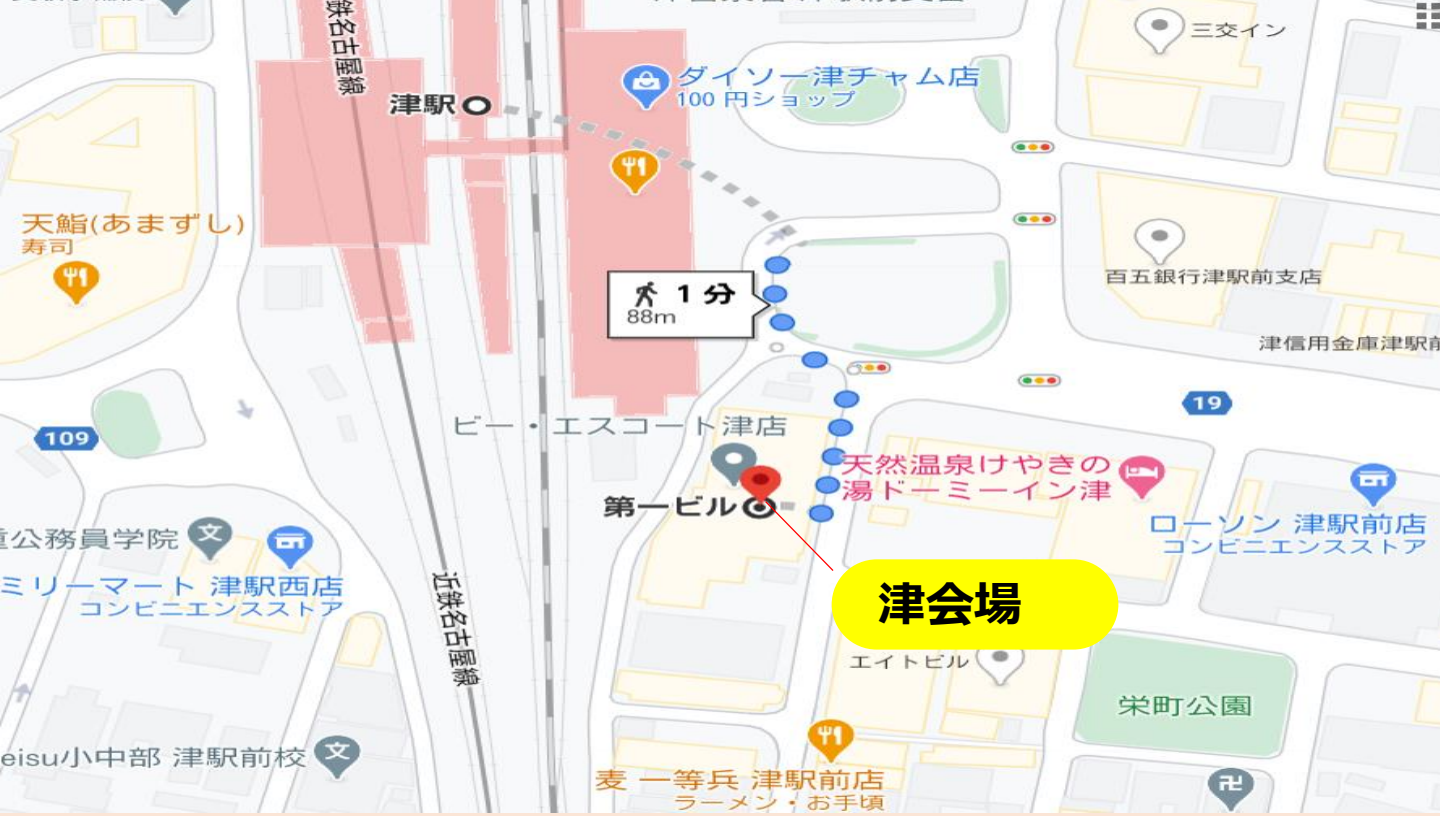 三交イン
近鉄名古屋線
ダイソー津チャム店
100 円ショップ
津駅
天鮨(あまずし)
寿司
百五銀行津駅前支店
1 分
88m
津信用金庫津駅前
19
109
ビー・エスコート津店
天然温泉けやきの
湯ドーミーイン津
第一ビル
ローソン 津駅前店
コンビニエンスストア
公務員学院
ミリーマート 津駅西店
コンビニエンスストア
近鉄名古屋線
津会場
エイトビル
栄町公園
eisu小中部 津駅前校
麦 一等兵 津駅前店
ラーメン・お手頃